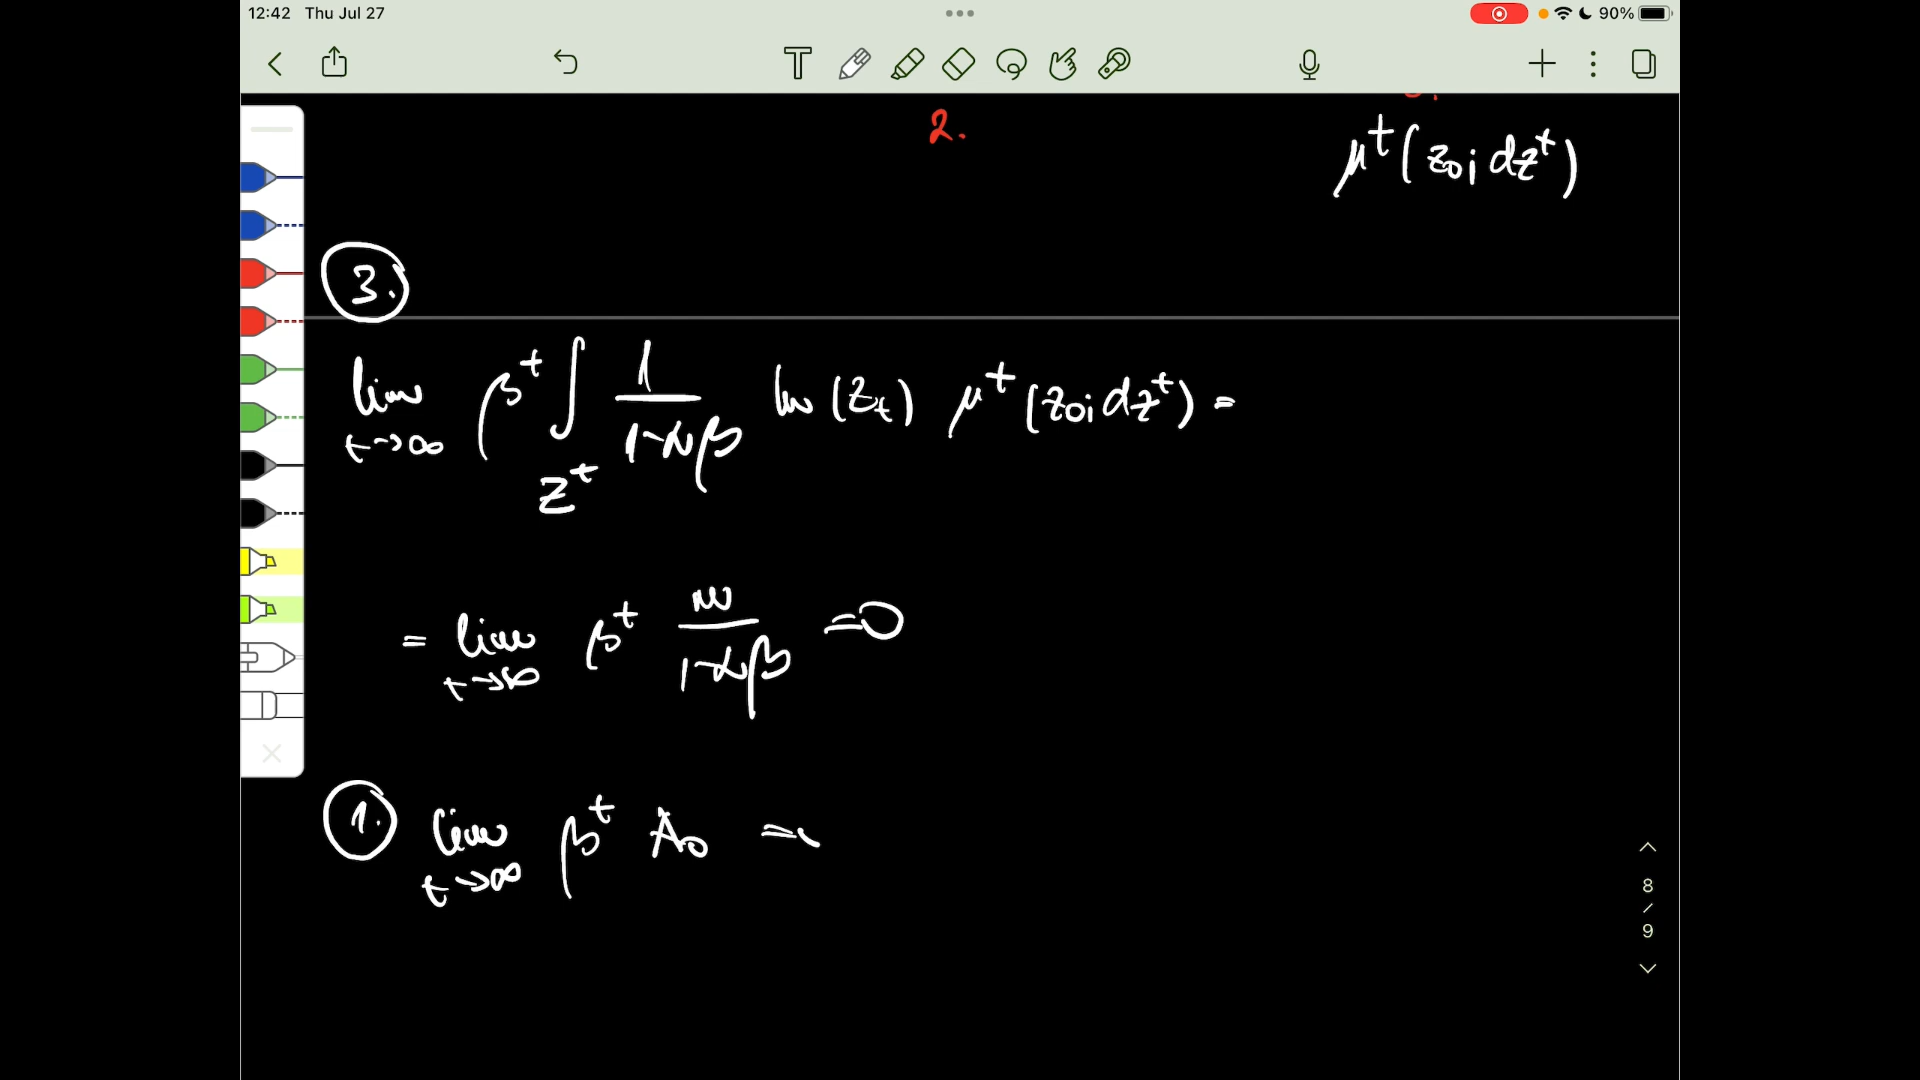 12:42 Thu Jul 27 90%
T
2.
μ^t(z_0; dz^t)
3.
lim_{t→∞} β^t ∫_{Z^t} 1/(1-αβ) ln(z_t) μ^t(z_0; dz^t) =
= lim_{t→∞} β^t m/(1-αβ) = 0
1. lim_{t→∞} β^t A_0 =
8
/
9